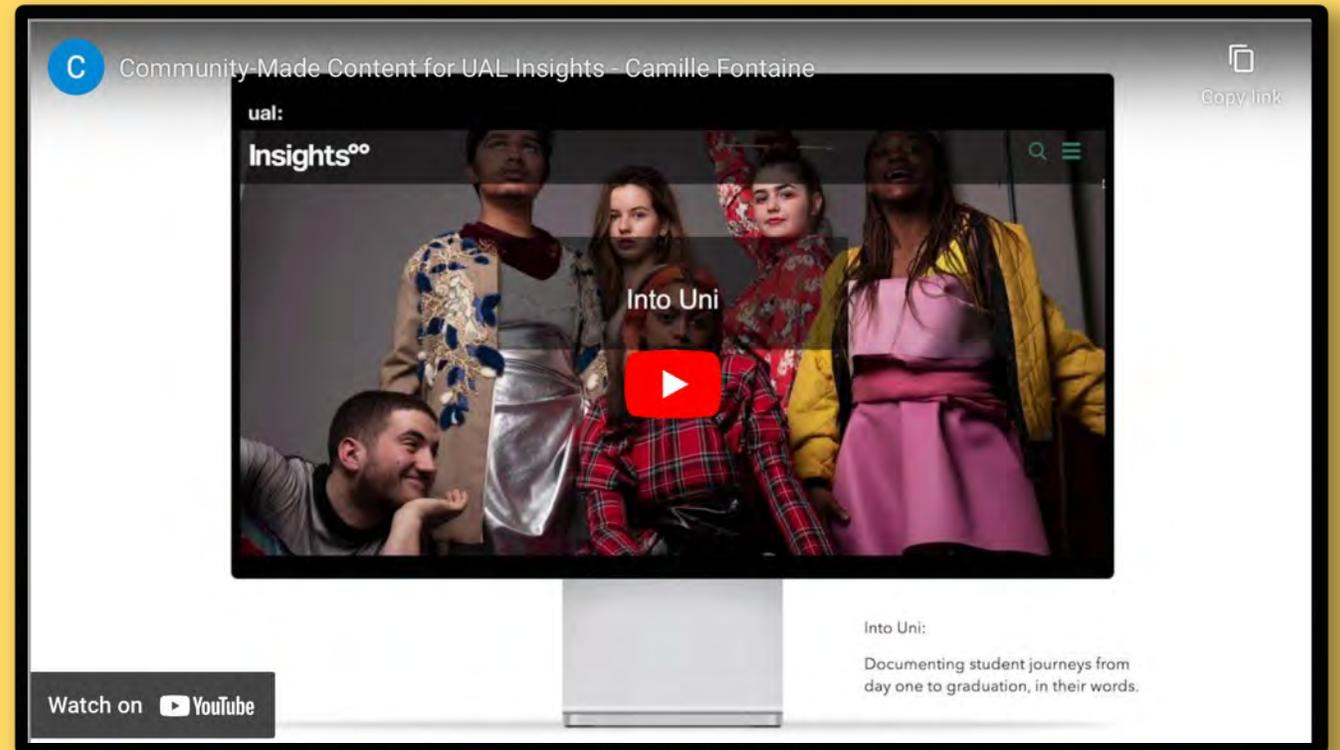 C
Community-Made Content for UAL Insights - Camille Fontaine
Copy link
ual:
Insights°°
Into Uni
Into Uni:
Documenting student journeys from
day one to graduation, in their words.
Watch on YouTube